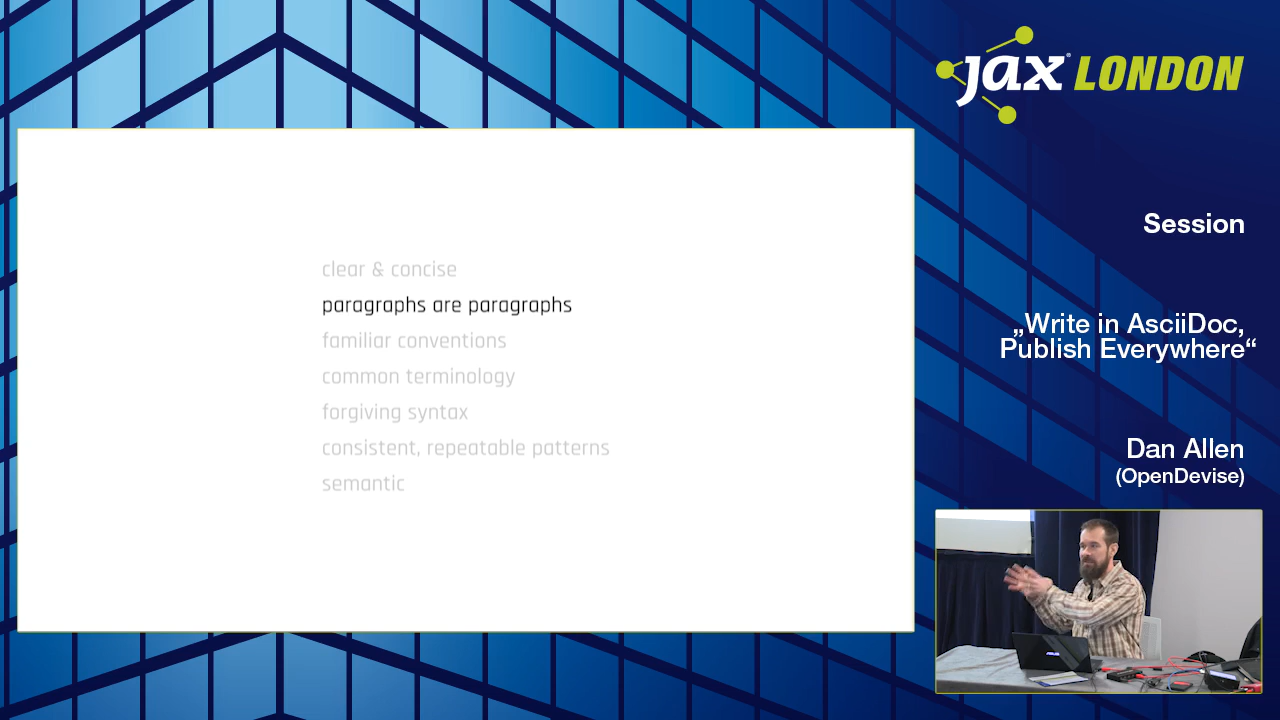 jax LONDON
clear & concise
paragraphs are paragraphs
familiar conventions
common terminology
forgiving syntax
consistent, repeatable patterns
semantic
Session
„Write in AsciiDoc,
Publish Everywhere“
Dan Allen
(OpenDevise)